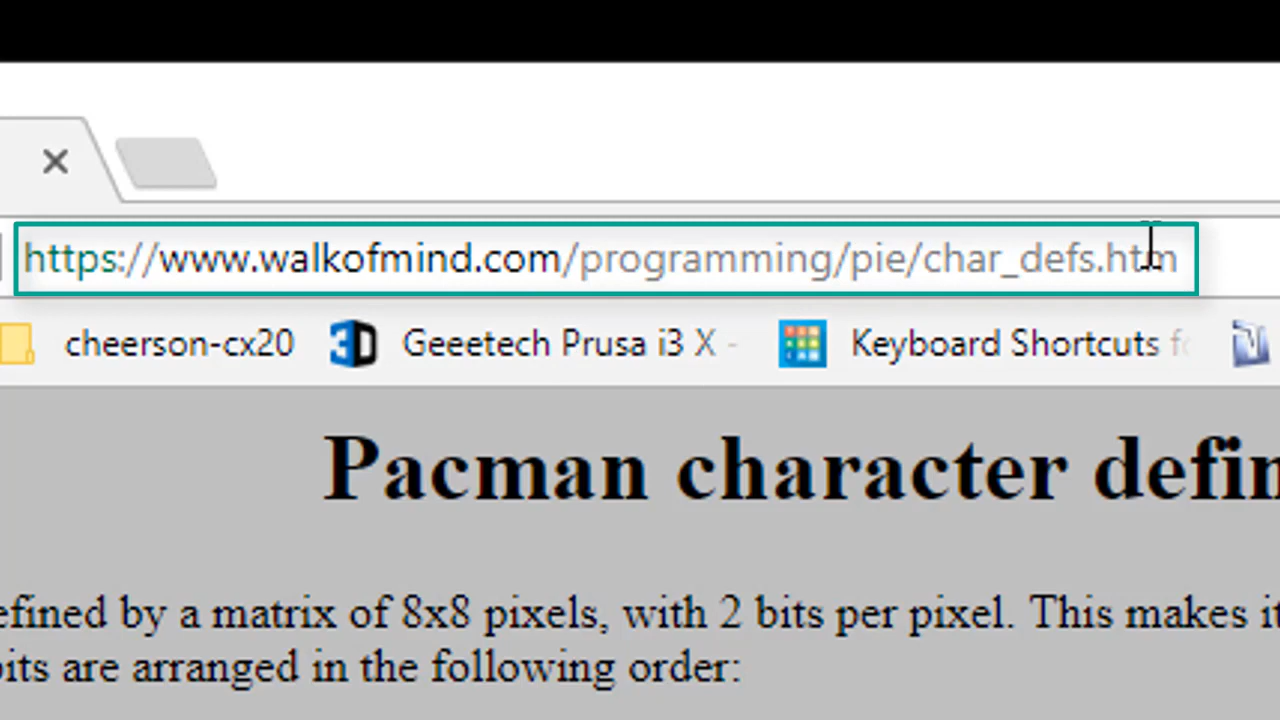 https://www.walkofmind.com/programming/pie/char_defs.htm
cheerson-cx20 3D Geeetech Prusa i3 X - Keyboard Shortcuts
Pacman character defin
efined by a matrix of 8x8 pixels, with 2 bits per pixel. This makes it
bits are arranged in the following order: